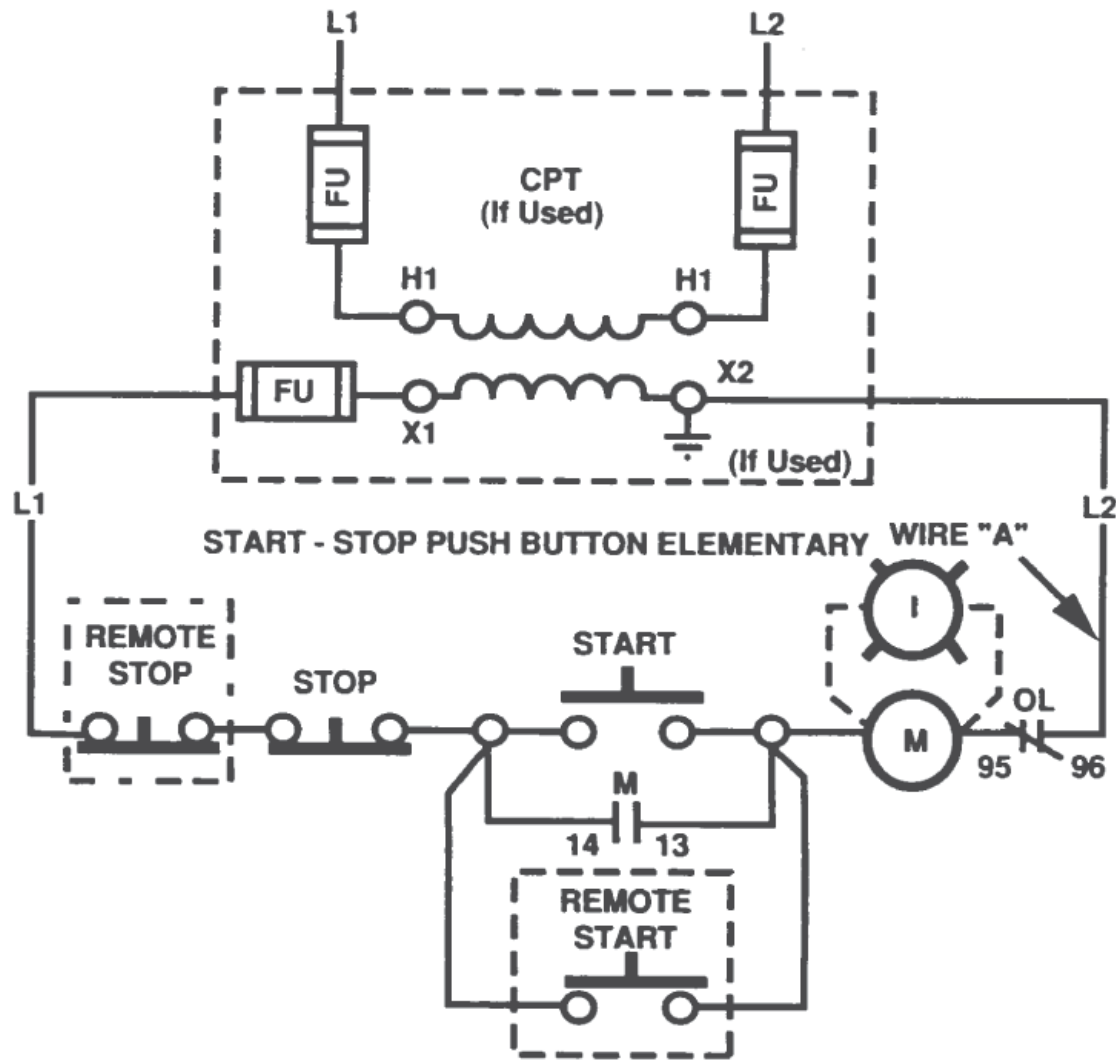 L1
L2
FU
CPT
(If Used)
FU
H1
H1
FU
X1
X2
(If Used)
L1
L2
START - STOP PUSH BUTTON ELEMENTARY
WIRE "A"
REMOTE
STOP
STOP
START
I
M
OL
95
96
M
14
13
REMOTE
START